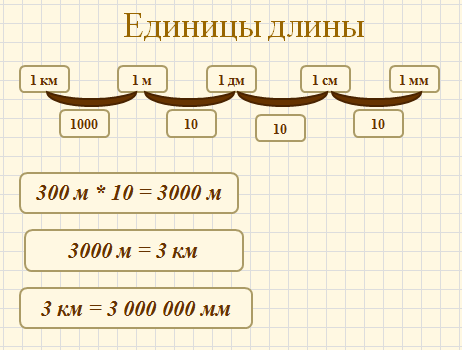 Единицы длины
1 км 1 м 1 дм 1 см 1 мм
1000 10 10 10
300 м * 10 = 3000 м
3000 м = 3 км
3 км = 3 000 000 мм